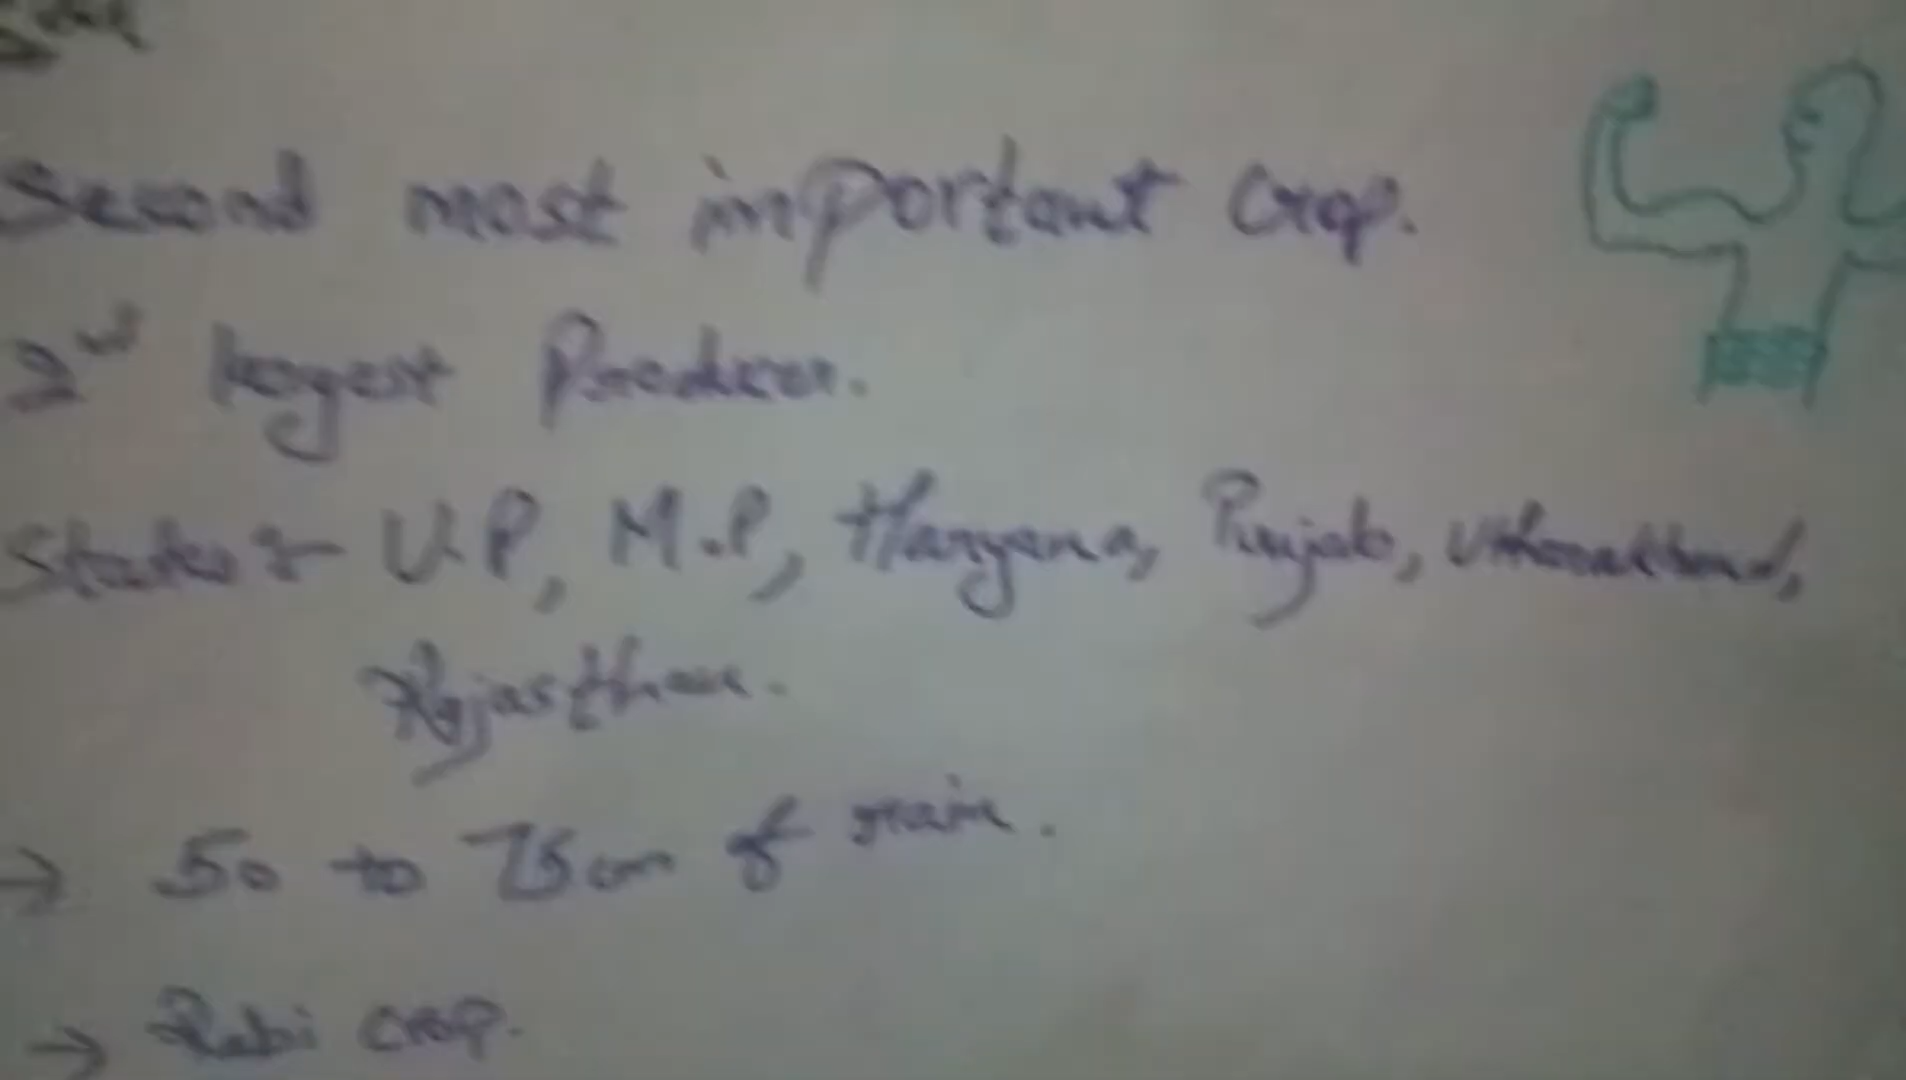 Second most important crop.
2nd largest Producer.
States:- U.P, M.P, Haryana, Punjab, Uttarakhand,
Rajasthan.
→ 50 to 75cm of rain.
→ Rabi crop.